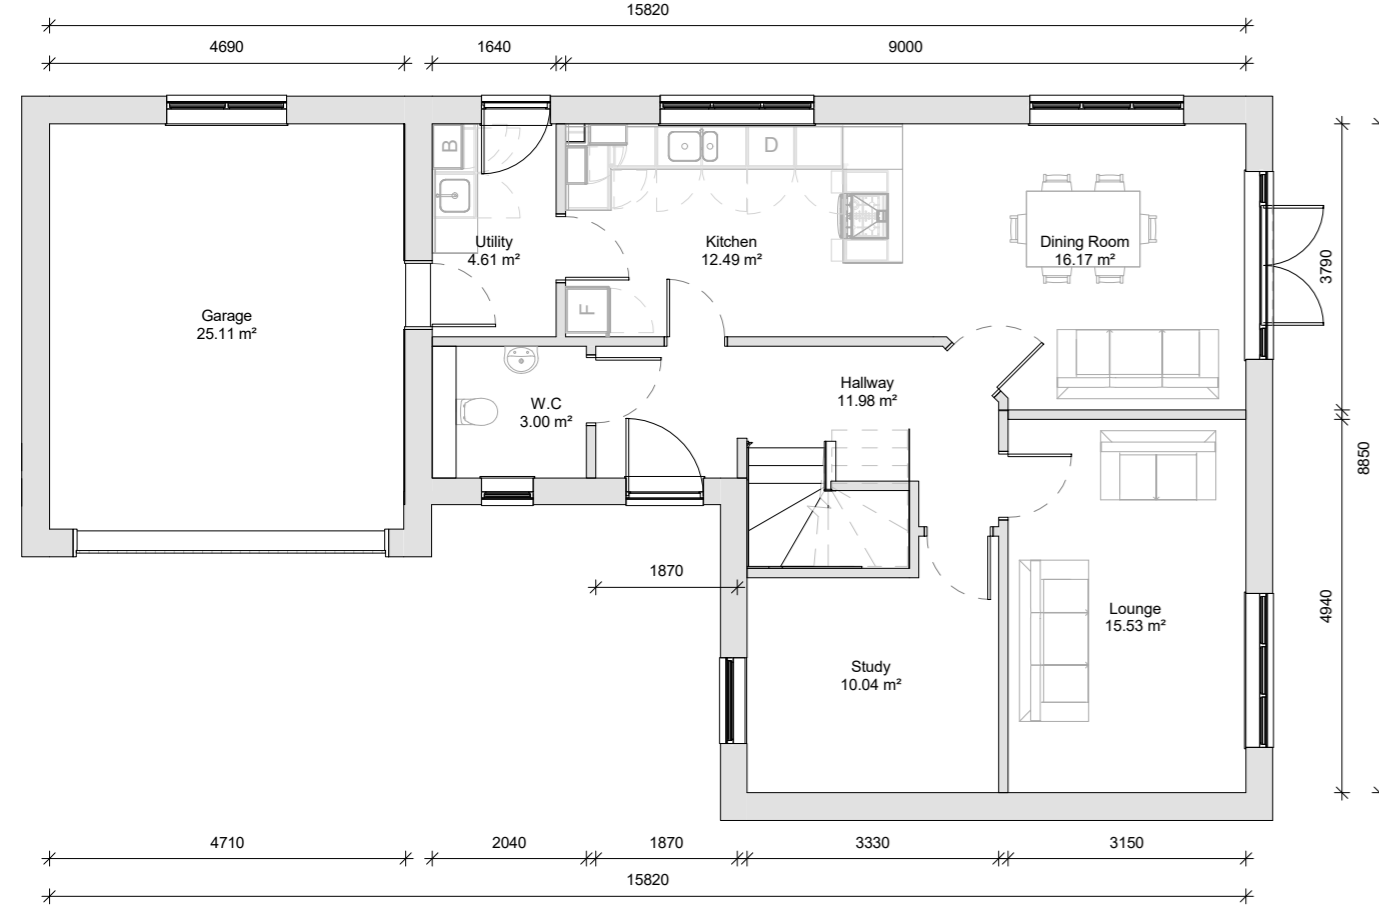 15820
4690
1640
9000
B
D
Utility
4.61 m²
Kitchen
12.49 m²
Dining Room
16.17 m²
3790
F
Garage
25.11 m²
Hallway
11.98 m²
W.C
3.00 m²
8850
1870
4940
Lounge
15.53 m²
Study
10.04 m²
4710
2040
1870
3330
3150
15820